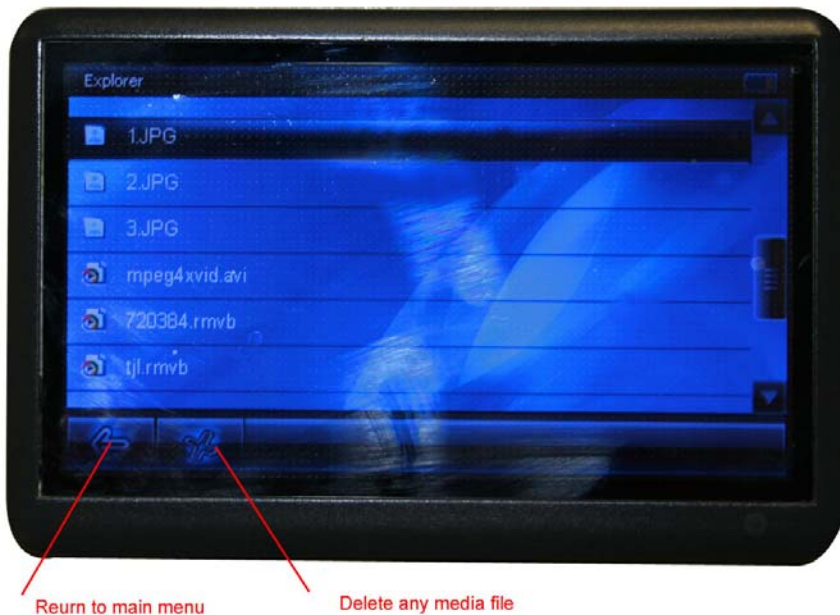 Explorer
1.JPG
2.JPG
3.JPG
mpeg4xvid.avi
720384.rmvb
tjl.rmvb
Reurn to main menu
Delete any media file